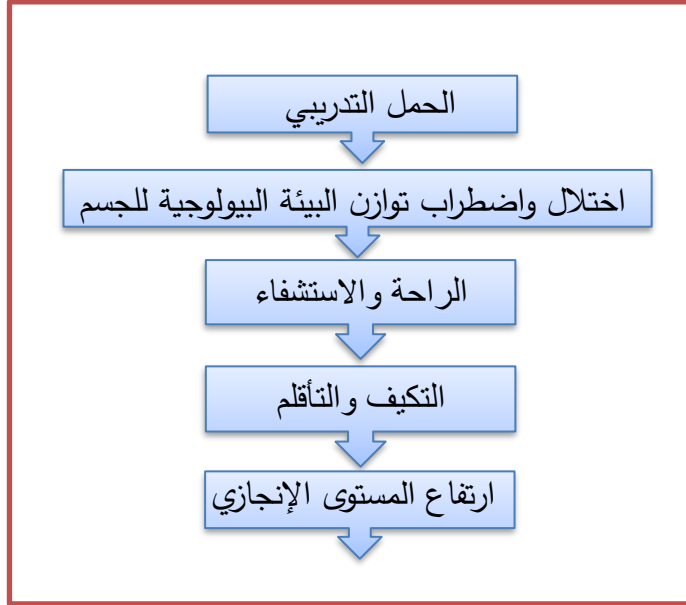 الحمل التدريبي
اختلال واضطراب توازن البيئة البيولوجية للجسم
الراحة والاستشفاء
التكيف والتأقلم
ارتفاع المستوى الإنجازي